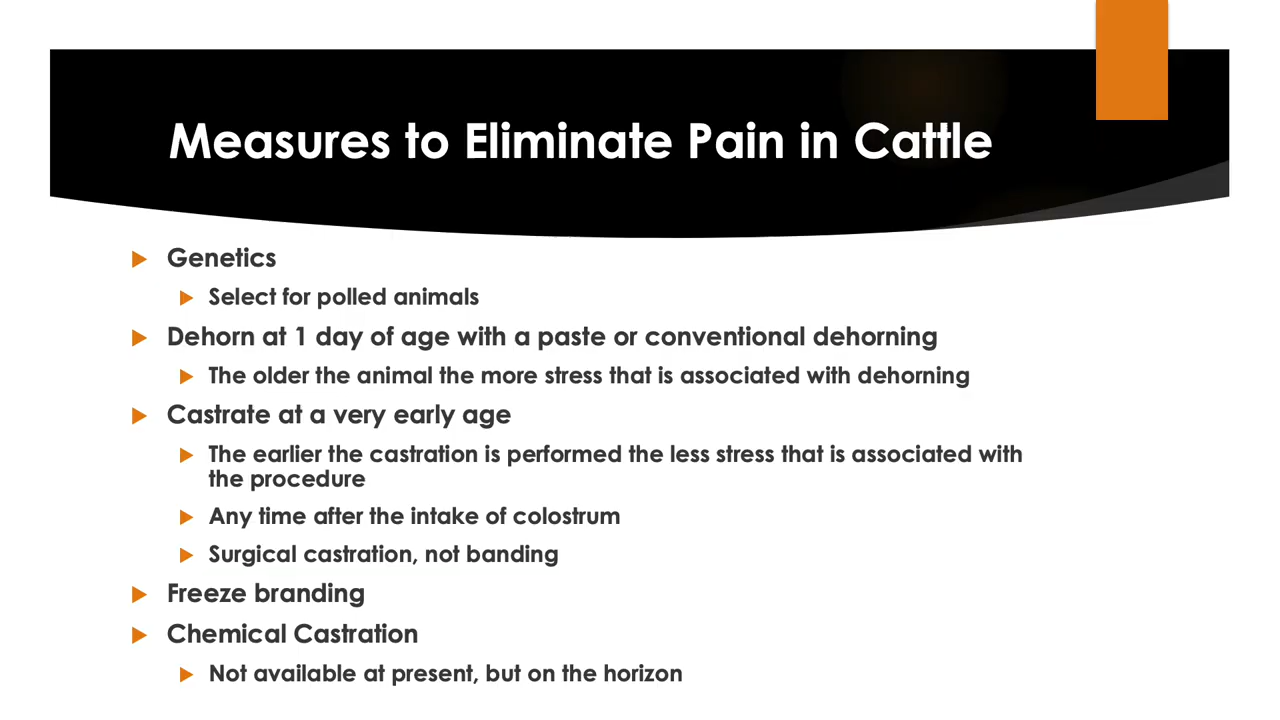 Measures to Eliminate Pain in Cattle
Genetics
Select for polled animals
Dehorn at 1 day of age with a paste or conventional dehorning
The older the animal the more stress that is associated with dehorning
Castrate at a very early age
The earlier the castration is performed the less stress that is associated with
the procedure
Any time after the intake of colostrum
Surgical castration, not banding
Freeze branding
Chemical Castration
Not available at present, but on the horizon